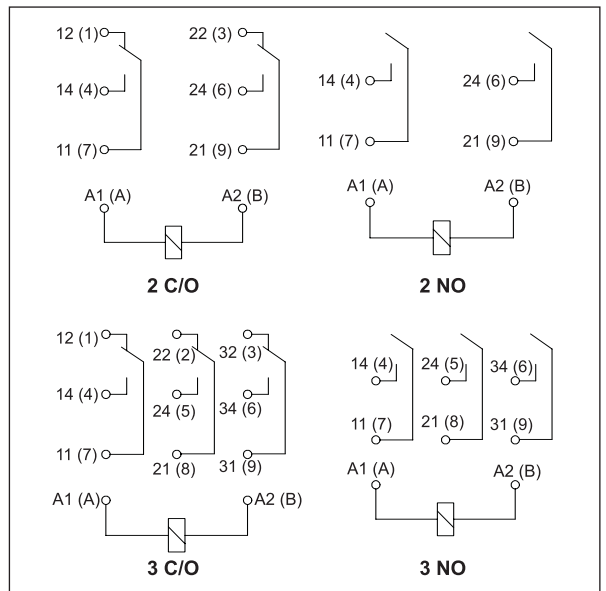 12 (1) 22 (3)
14 (4) 24 (6)
11 (7) 21 (9)
A1 (A) A2 (B)
2 C/O
14 (4) 24 (6)
11 (7) 21 (9)
A1 (A) A2 (B)
2 NO
12 (1) 22 (2) 32 (3)
14 (4) 24 (5) 34 (6)
11 (7) 21 (8) 31 (9)
A1 (A) A2 (B)
3 C/O
14 (4) 24 (5) 34 (6)
11 (7) 21 (8) 31 (9)
A1 (A) A2 (B)
3 NO